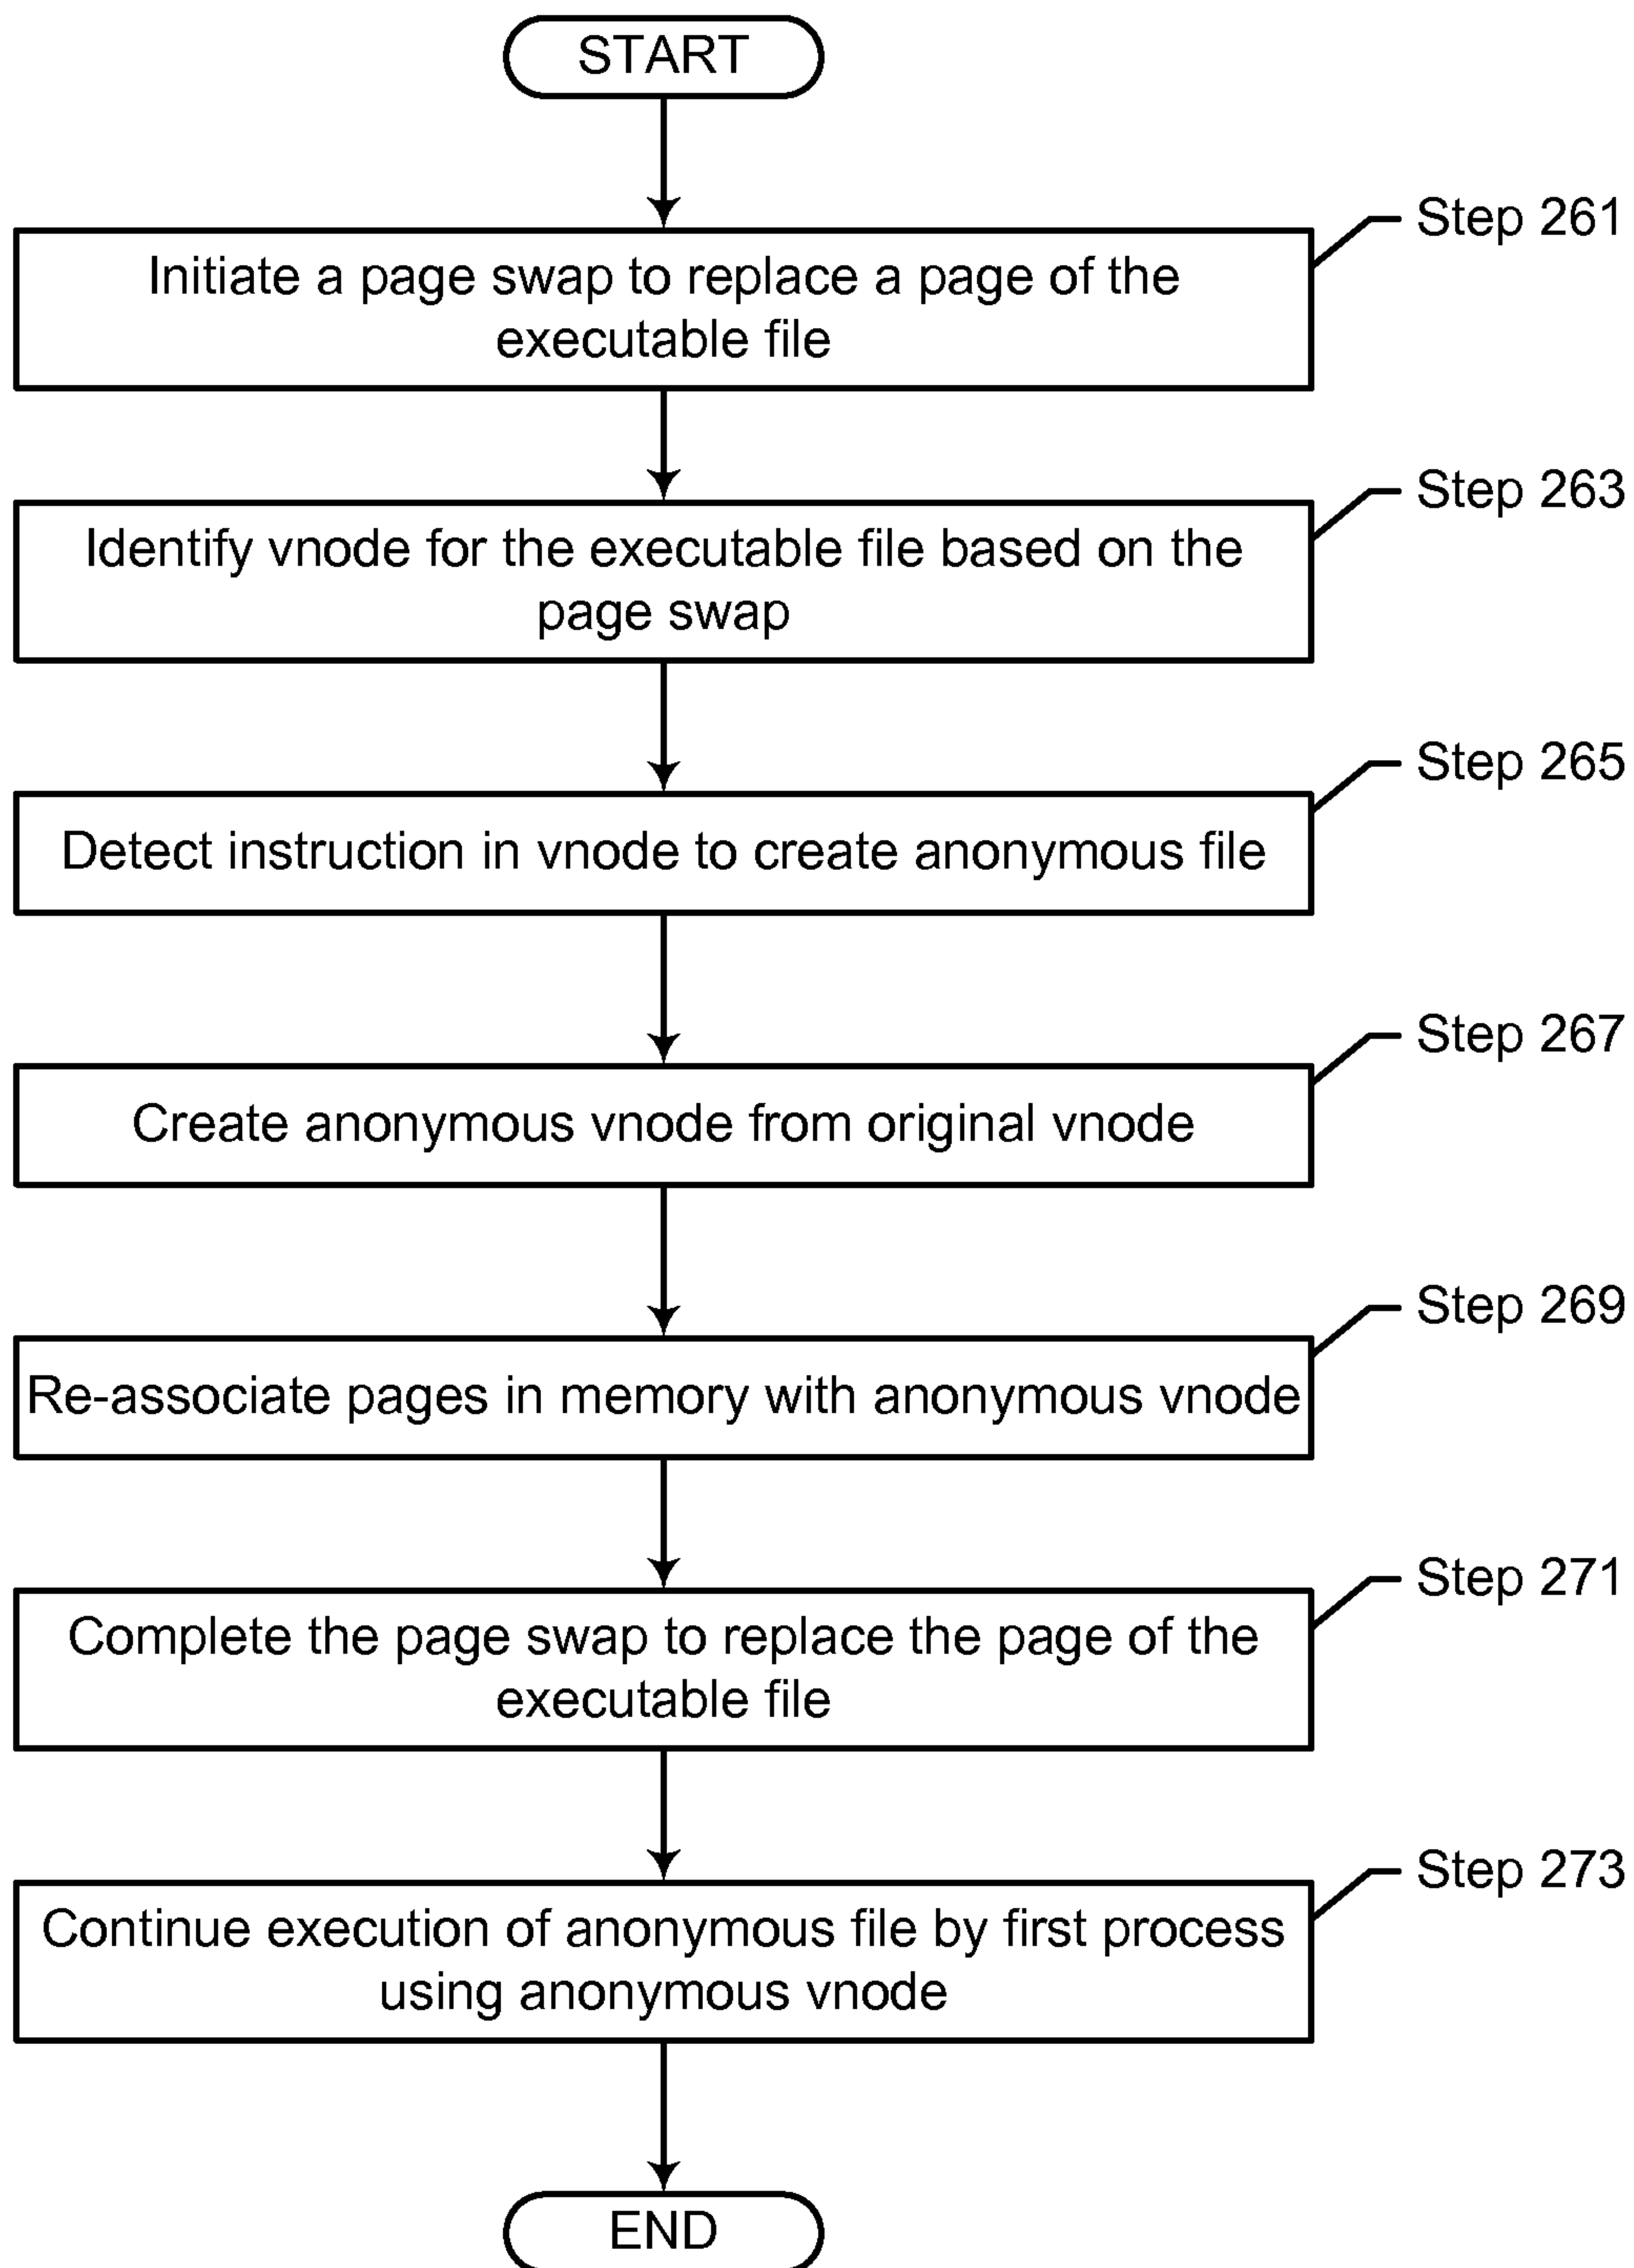 START
Step 261
Initiate a page swap to replace a page of the
executable file
Step 263
Identify vnode for the executable file based on the
page swap
Step 265
Detect instruction in vnode to create anonymous file
Step 267
Create anonymous vnode from original vnode
Step 269
Re-associate pages in memory with anonymous vnode
Step 271
Complete the page swap to replace the page of the
executable file
Step 273
Continue execution of anonymous file by first process
using anonymous vnode
END